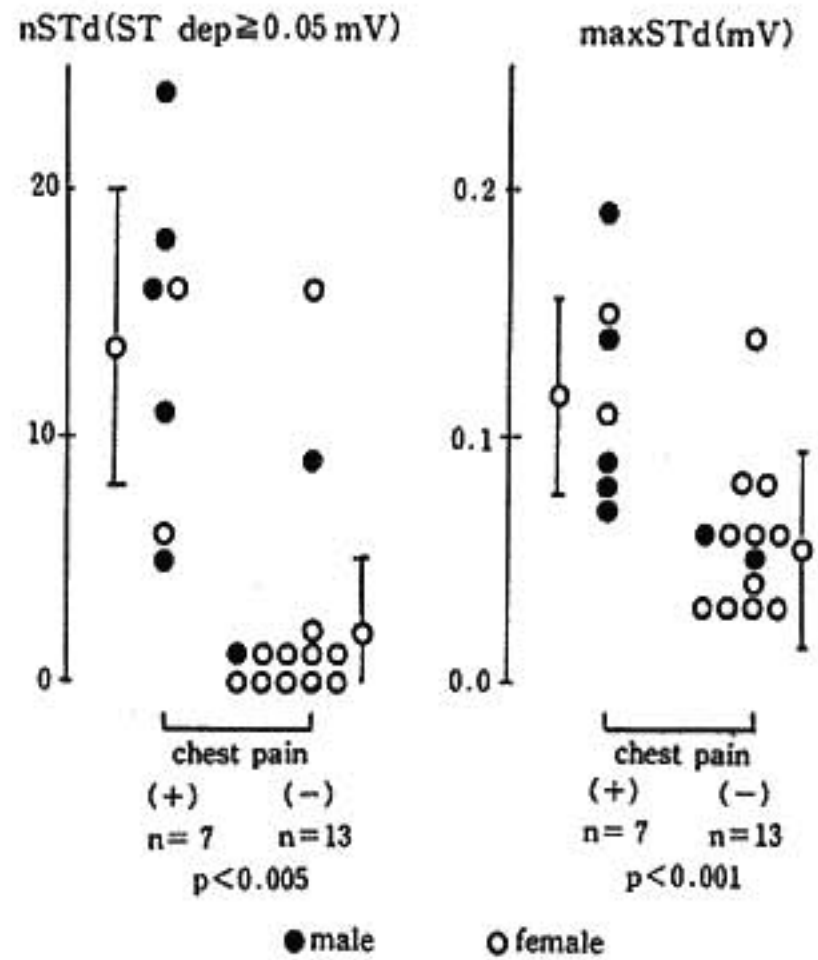 nSTd(ST dep≧0.05 mV)
maxSTd(mV)
20
10
0
0.2
0.1
0.0
chest pain
(+) (-)
n= 7 n=13
p<0.005
chest pain
(+) (-)
n= 7 n=13
p<0.001
●male ○female